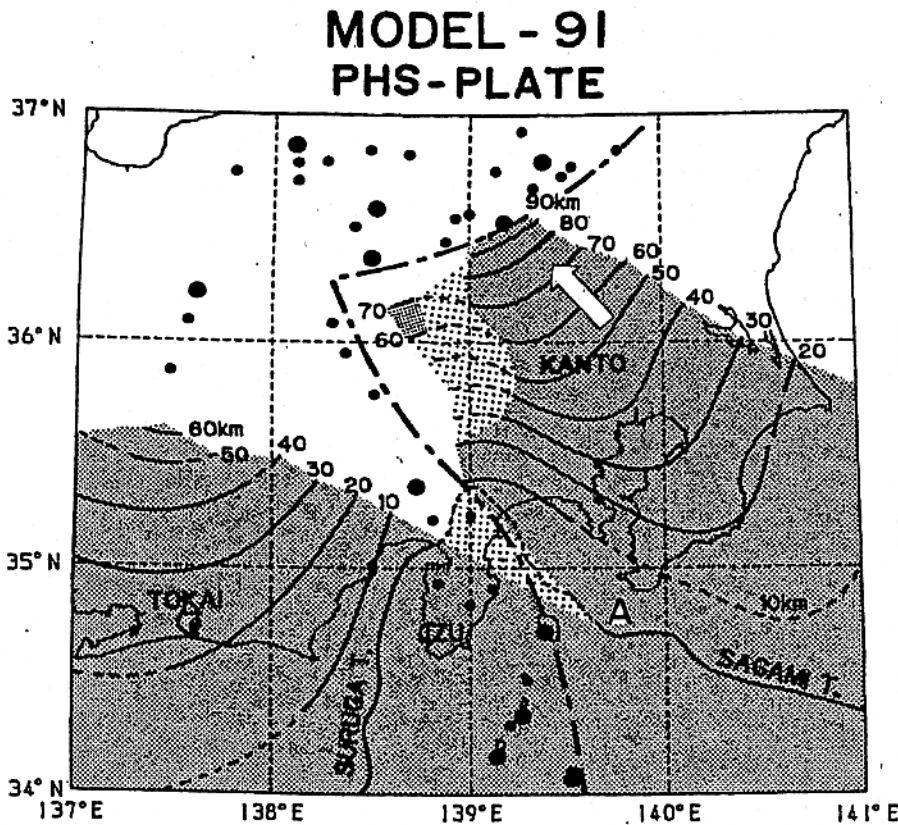 MODEL-91
PHS-PLATE
37°N
36°N
35°N
34°N
137°E
138°E
139°E
140°E
141°E
90km
80
70
60
50
40
30
20
70
60
KANTO
60km
50
40
30
20
10
TOKAI
IZU
A
10km
SURUGA T.
SAGAMI T.